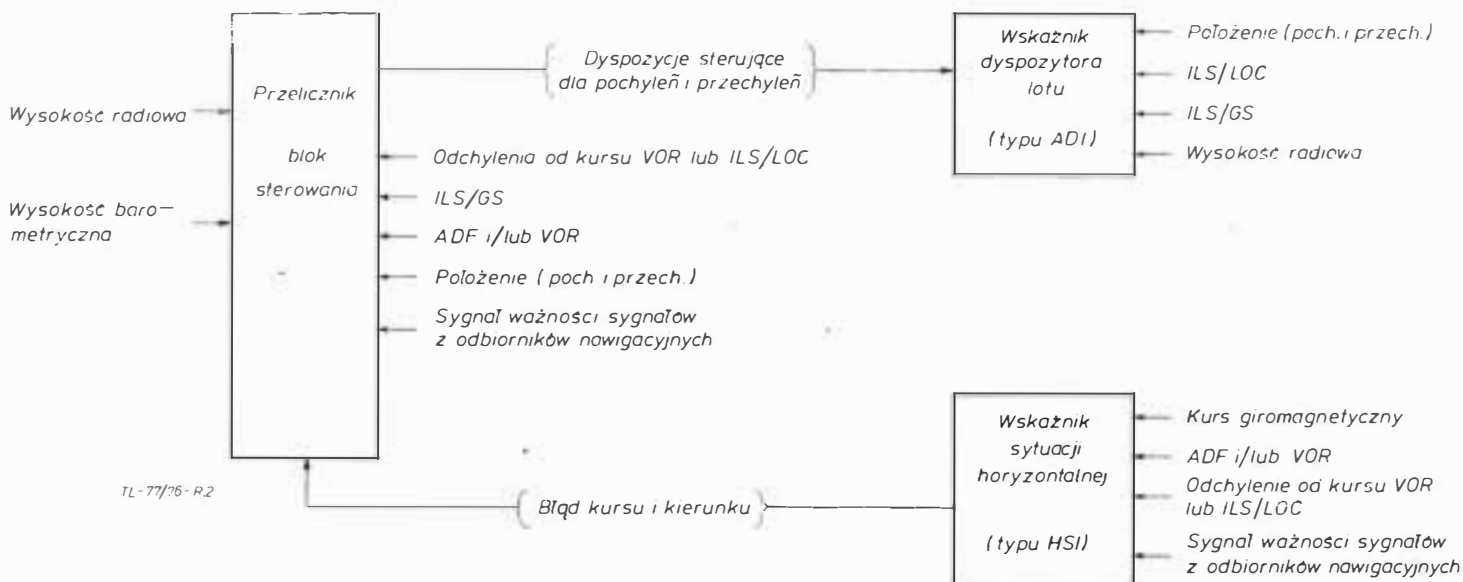 Przelicznik
blok
sterowania
Wysokość radiowa
Wysokość baro-
metryczna
Dyspozycje sterujące
dla pochyleń i przechyleń
Odchylenia od kursu VOR lub ILS/LOC
ILS/GS
ADF i/lub VOR
Położenie (poch i przech.)
Sygnał ważności sygnałów
z odbiorników nawigacyjnych
Wskaźnik
dyspozytora
lotu
(typu ADI)
Położenie (poch. i przech.)
ILS/LOC
ILS/GS
Wysokość radiowa
Wskaźnik
sytuacji
horyzontalnej
(typu HSI)
Kurs giromagnetyczny
ADF i/lub VOR
Odchylenie od kursu VOR
lub ILS/LOC
Sygnał ważności sygnałów
z odbiorników nawigacyjnych
Błąd kursu i kierunku
TL-77/76-R.2